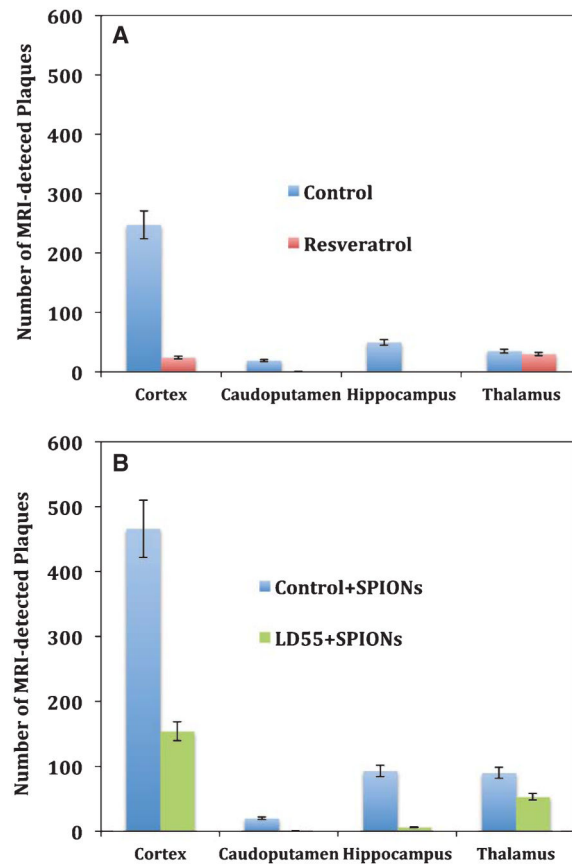 A
Number of MRI-deteced Plaques
600
500
400
300
200
100
0
Control
Resveratrol
Cortex Caudoputamen Hippocampus Thalamus
B
Number of MRI-detected Plaques
600
500
400
300
200
100
0
Control+SPIONs
LD55+SPIONs
Cortex Caudoputamen Hippocampus Thalamus